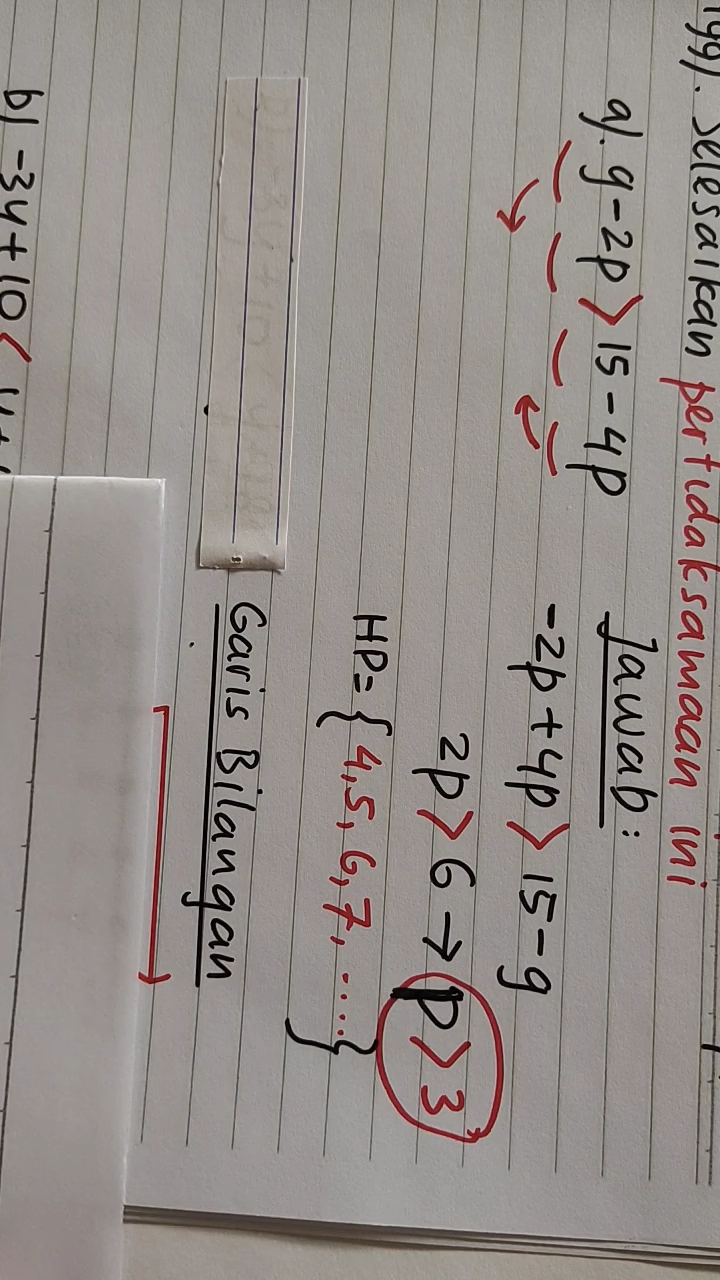 Selesaikan pertidaksamaan ini
a). 9-2p > 15-4p
Jawab:
-2p+4p > 15-9
2p > 6 → p > 3
HP = {4,5,6,7,.....}
Garis Bilangan
b) -3y+10 <